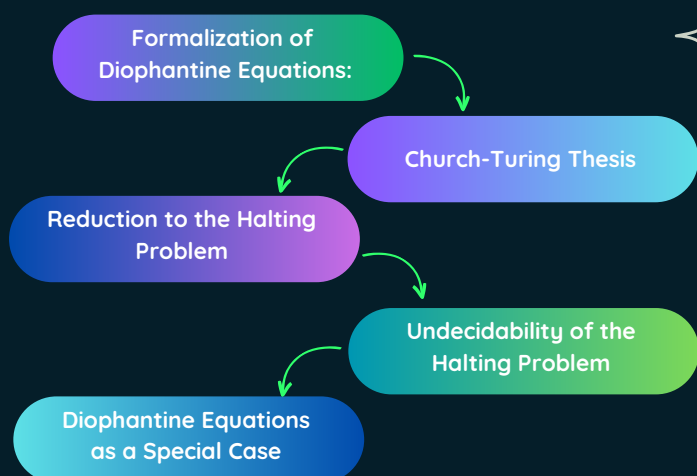 Formalization of
Diophantine Equations:
Church-Turing Thesis
Reduction to the Halting
Problem
Undecidability of the
Halting Problem
Diophantine Equations
as a Special Case